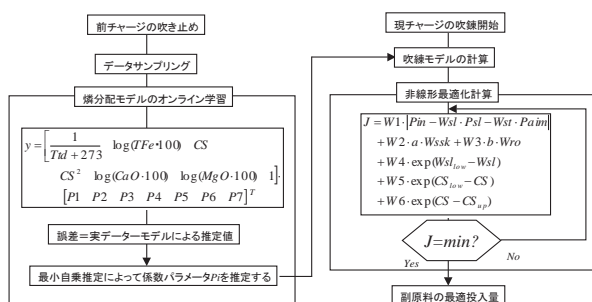 前チャージの吹き止め
データサンプリング
燐分配モデルのオンライン学習
y = [ 1/(Ttd+273) log(TFe•100) CS
CS² log(CaO·100) log(MgO·100) 1]·
[P1 P2 P3 P4 P5 P6 P7]ᵀ
誤差=実データーモデルによる推定値
最小自乗推定によって係数パラメータPiを推定する
現チャージの吹錬開始
吹練モデルの計算
非線形最適化計算
J = W1·|Pin−Wsl·Psl−Wst·Paim|
+W2·a·Wssk+W3·b·Wro
+W4·exp(Wsl_low−Wsl)
+W5·exp(CS_low−CS)
+W6·exp(CS−CS_up)
J=min?
Yes
No
副原料の最適投入量